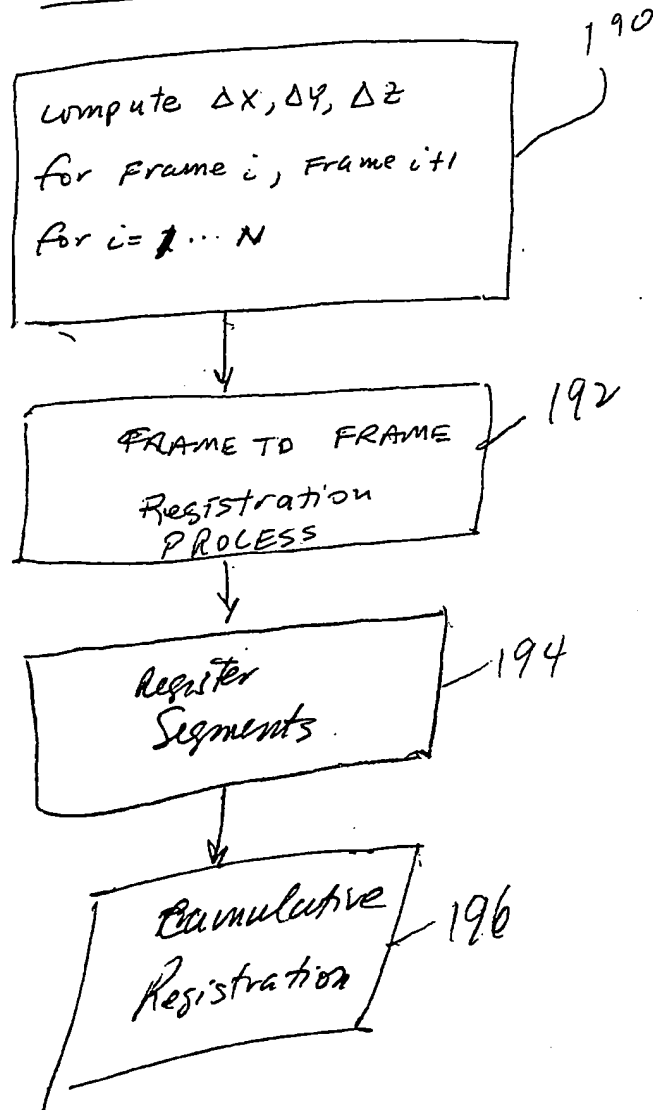 190
compute ΔX, ΔY, ΔZ
for Frame i, Frame i+1
for i= 1 ... N
192
FRAME TO FRAME
Registration
PROCESS
194
Register
Segments
196
Cumulative
Registration